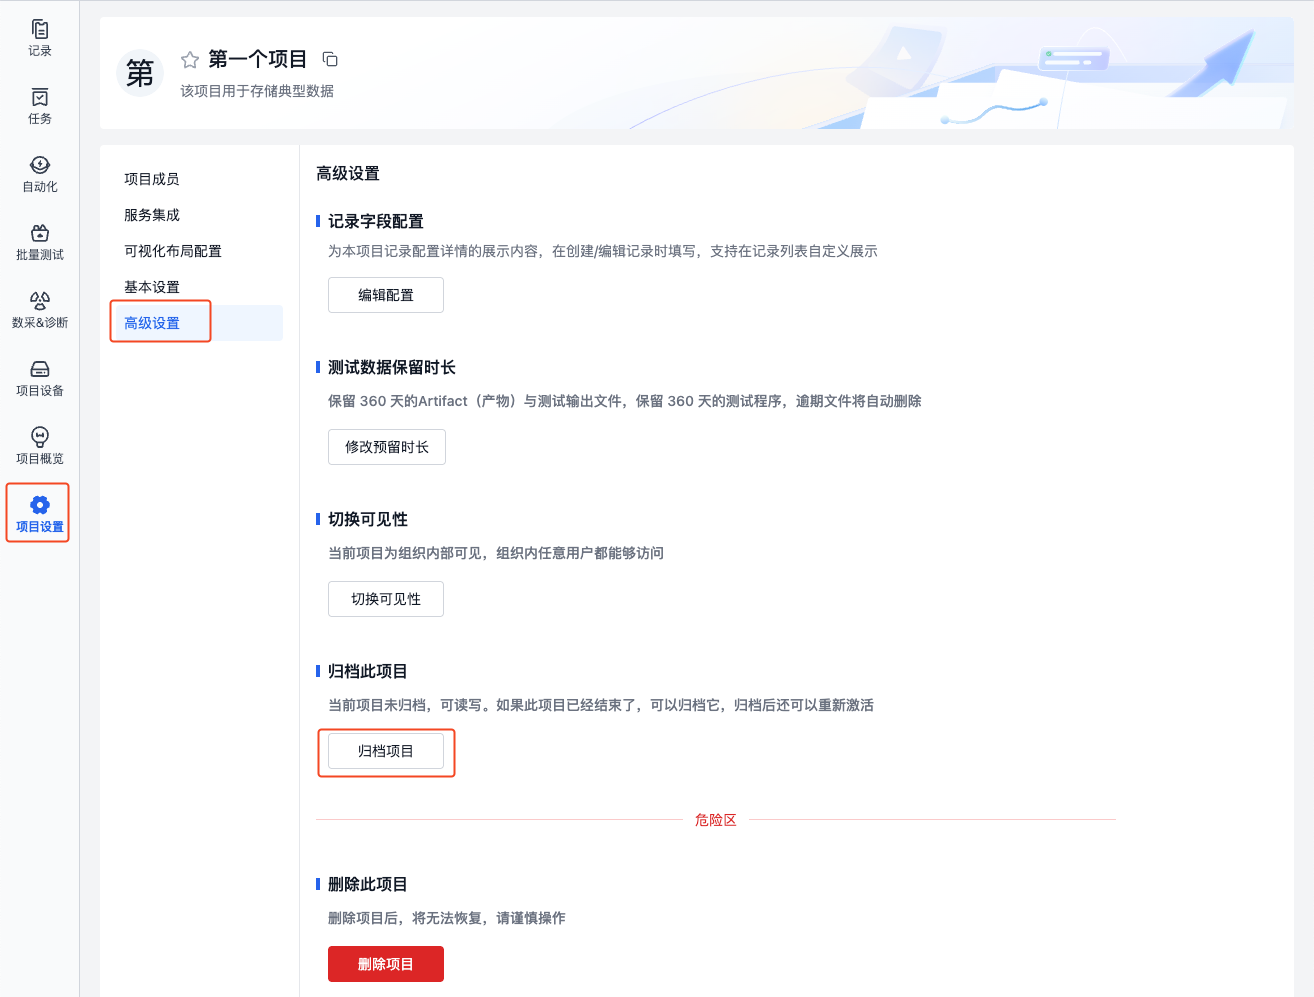 记录
任务
自动化
批量测试
数采&诊断
项目设备
项目概览
项目设置
第
第一个项目
该项目用于存储典型数据
项目成员
服务集成
可视化布局配置
基本设置
高级设置
高级设置
记录字段配置
为本项目记录配置详情的展示内容，在创建/编辑记录时填写，支持在记录列表自定义展示
编辑配置
测试数据保留时长
保留 360 天的Artifact（产物）与测试输出文件，保留 360 天的测试程序，逾期文件将自动删除
修改预留时长
切换可见性
当前项目为组织内部可见，组织内任意用户都能够访问
切换可见性
归档此项目
当前项目未归档，可读写。如果此项目已经结束了，可以归档它，归档后还可以重新激活
归档项目
危险区
删除此项目
删除项目后，将无法恢复，请谨慎操作
删除项目